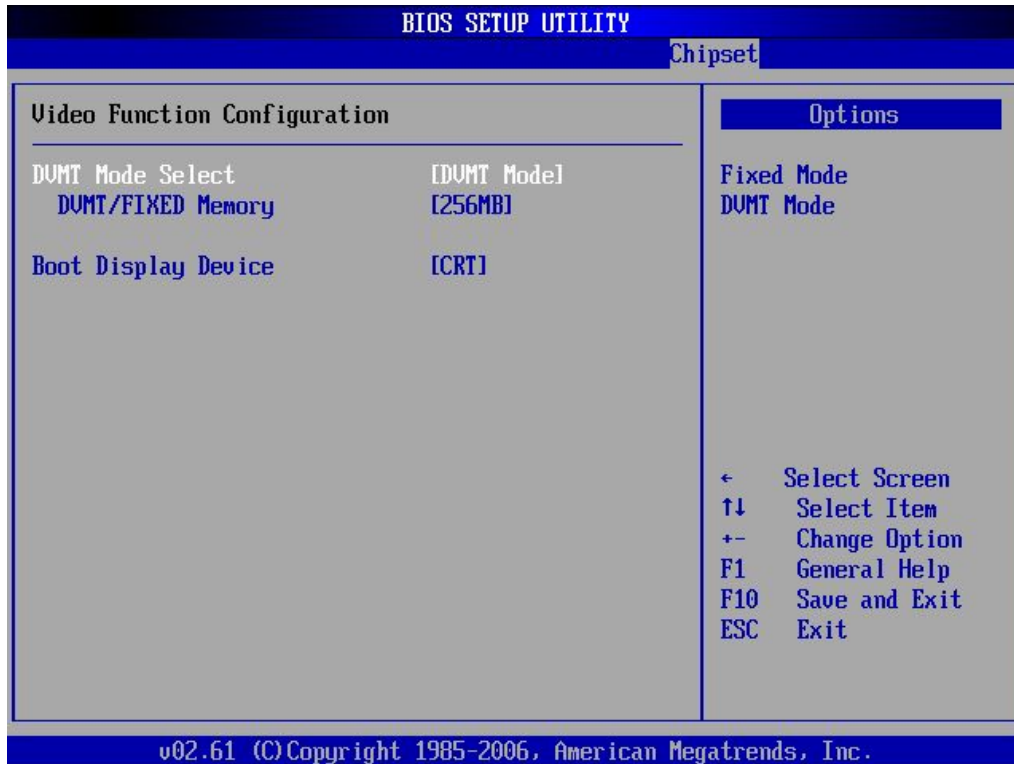 BIOS SETUP UTILITY
Chipset
Video Function Configuration
DVMT Mode Select [DVMT Mode]
DVMT/FIXED Memory [256MB]
Boot Display Device [CRT]
Options
Fixed Mode
DVMT Mode
← Select Screen
↑↓ Select Item
+- Change Option
F1 General Help
F10 Save and Exit
ESC Exit
v02.61 (C)Copyright 1985-2006, American Megatrends, Inc.